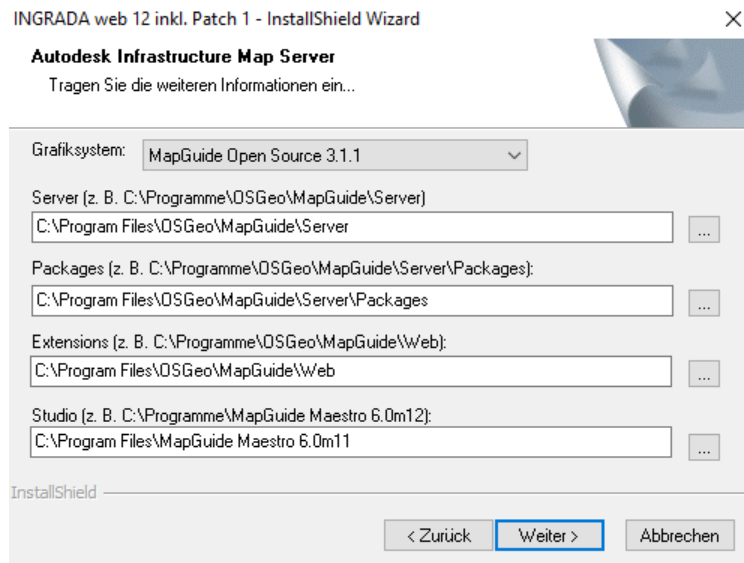 INGRADA web 12 inkl. Patch 1 - InstallShield Wizard
Autodesk Infrastructure Map Server
Tragen Sie die weiteren Informationen ein...
Grafiksystem: MapGuide Open Source 3.1.1
Server (z. B. C:\Programme\OSGeo\MapGuide\Server)
C:\Program Files\OSGeo\MapGuide\Server
...
Packages (z. B. C:\Programme\OSGeo\MapGuide\Server\Packages):
C:\Program Files\OSGeo\MapGuide\Server\Packages
...
Extensions (z. B. C:\Programme\OSGeo\MapGuide\Web):
C:\Program Files\OSGeo\MapGuide\Web
...
Studio (z. B. C:\Programme\MapGuide Maestro 6.0m12):
C:\Program Files\MapGuide Maestro 6.0m11
...
InstallShield
< Zurück Weiter > Abbrechen